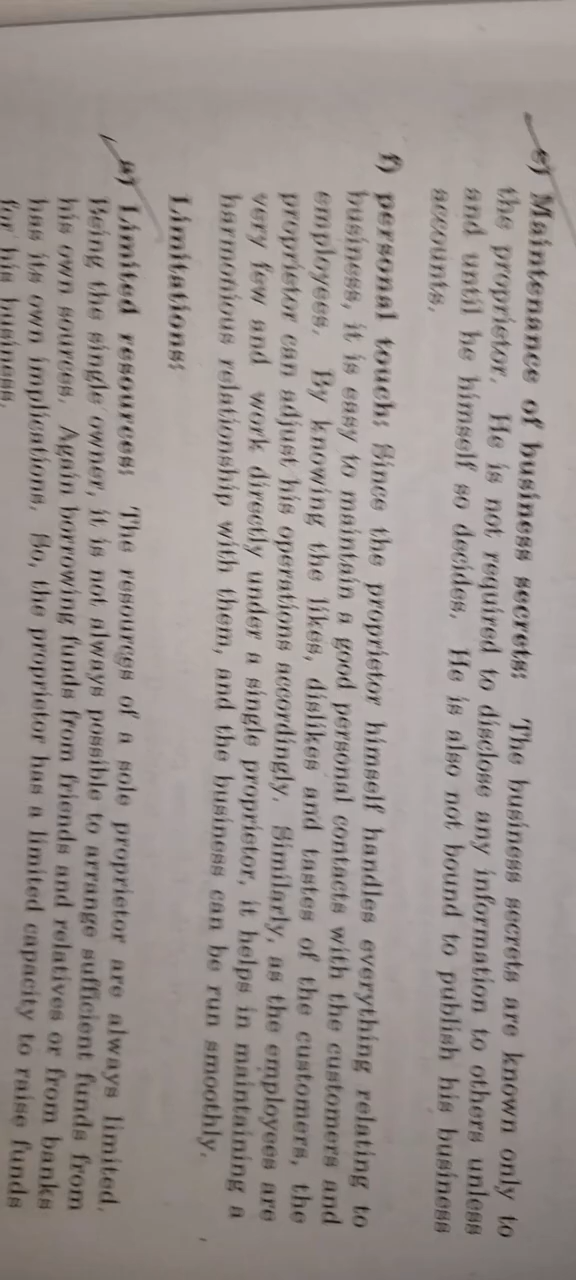 e) Maintenance of business secrets: The business secrets are known only to
the proprietor. He is not required to disclose any information to others unless
and until he himself so decides. He is also not bound to publish his business
accounts.
f) personal touch: Since the proprietor himself handles everything relating to
business, it is easy to maintain a good personal contacts with the customers and
employees. By knowing the likes, dislikes and tastes of the customers, the
proprietor can adjust his operations accordingly. Similarly, as the employees are
very few and work directly under a single proprietor, it helps in maintaining a
harmonious relationship with them, and the business can be run smoothly.
Limitations:
a) Limited resources: The resources of a sole proprietor are always limited.
Being the single owner, it is not always possible to arrange sufficient funds from
his own sources. Again borrowing funds from friends and relatives or from banks
has its own implications. So, the proprietor has a limited capacity to raise funds
for his business.